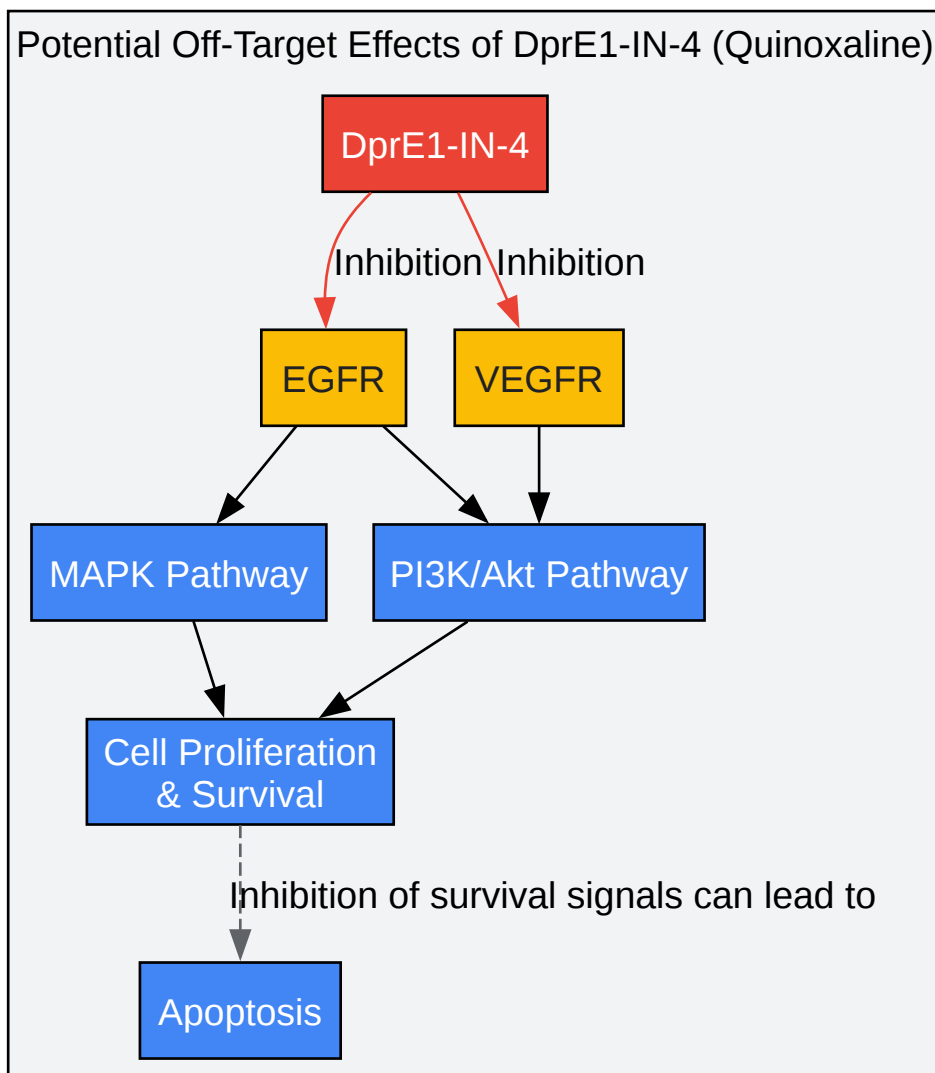 Potential Off-Target Effects of DprE1-IN-4 (Quinoxaline)
DprE1-IN-4
Inhibition
Inhibition
EGFR
VEGFR
MAPK Pathway
PI3K/Akt Pathway
Cell Proliferation
& Survival
Inhibition of survival signals can lead to
Apoptosis